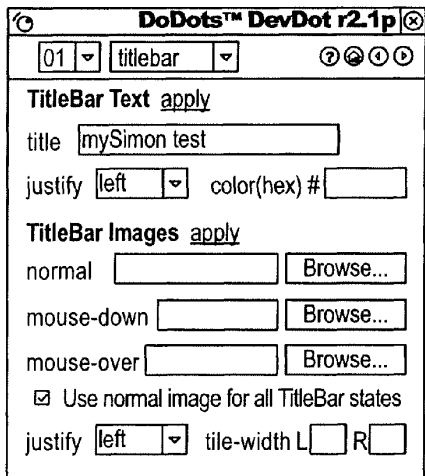 DoDots™ DevDot r2.1p
01 titlebar ?
TitleBar Text apply
title mySimon test
justify left color(hex) #
TitleBar Images apply
normal Browse...
mouse-down Browse...
mouse-over Browse...
Use normal image for all TitleBar states
justify left tile-width L R